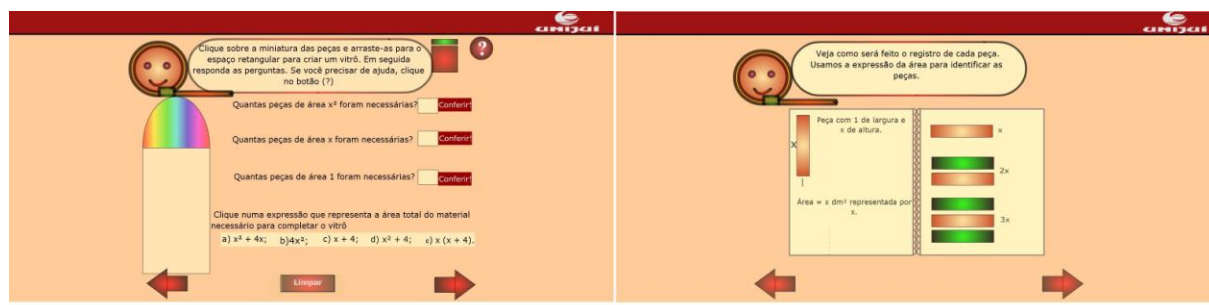 UNIJUÍ
Clique sobre a miniatura das peças e arraste-as para o
espaço retangular para criar um vitrô. Em seguida
responda as perguntas. Se você precisar de ajuda, clique
no botão (?)
?
Quantas peças de área x² foram necessárias?
Conferir!
Quantas peças de área x foram necessárias?
Conferir!
Quantas peças de área 1 foram necessárias?
Conferir!
Clique numa expressão que representa a área total do material
necessário para completar o vitrô
a) x² + 4x; b)4x²; c) x + 4; d) x² + 4; e) x (x + 4).
Limpar
UNIJUÍ
Veja como será feito o registro de cada peça.
Usamos a expressão da área para identificar as
peças.
Peça com 1 de largura e
x de altura.
X
1
Área = x dm² representada por
x.
x
2x
3x